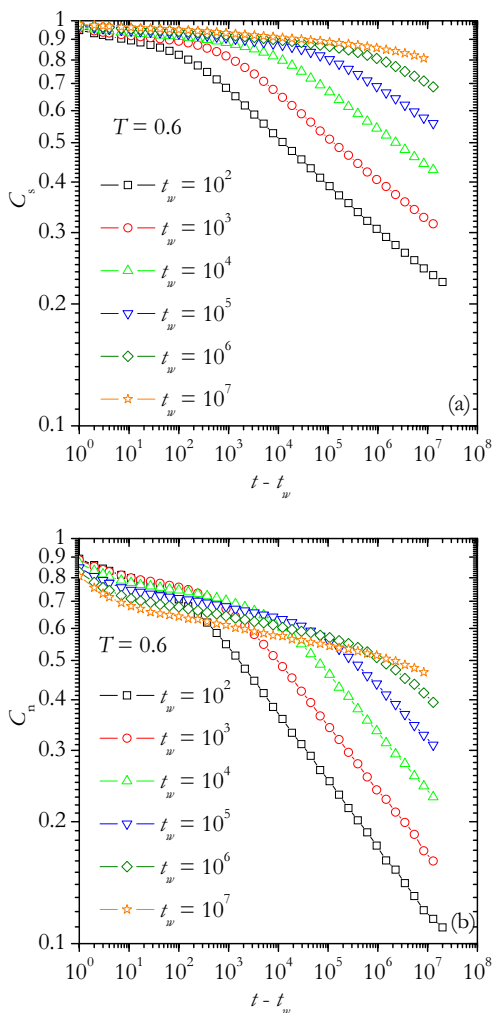 1
0.9
0.8
0.7
0.6
0.5
0.4
0.3
0.2
0.1
C_s
T = 0.6
t_w = 10^2
t_w = 10^3
t_w = 10^4
t_w = 10^5
t_w = 10^6
t_w = 10^7
(a)
10^0 10^1 10^2 10^3 10^4 10^5 10^6 10^7 10^8
t - t_w
1
0.9
0.8
0.7
0.6
0.5
0.4
0.3
0.2
0.1
C_n
T = 0.6
t_w = 10^2
t_w = 10^3
t_w = 10^4
t_w = 10^5
t_w = 10^6
t_w = 10^7
(b)
10^0 10^1 10^2 10^3 10^4 10^5 10^6 10^7 10^8
t - t_w